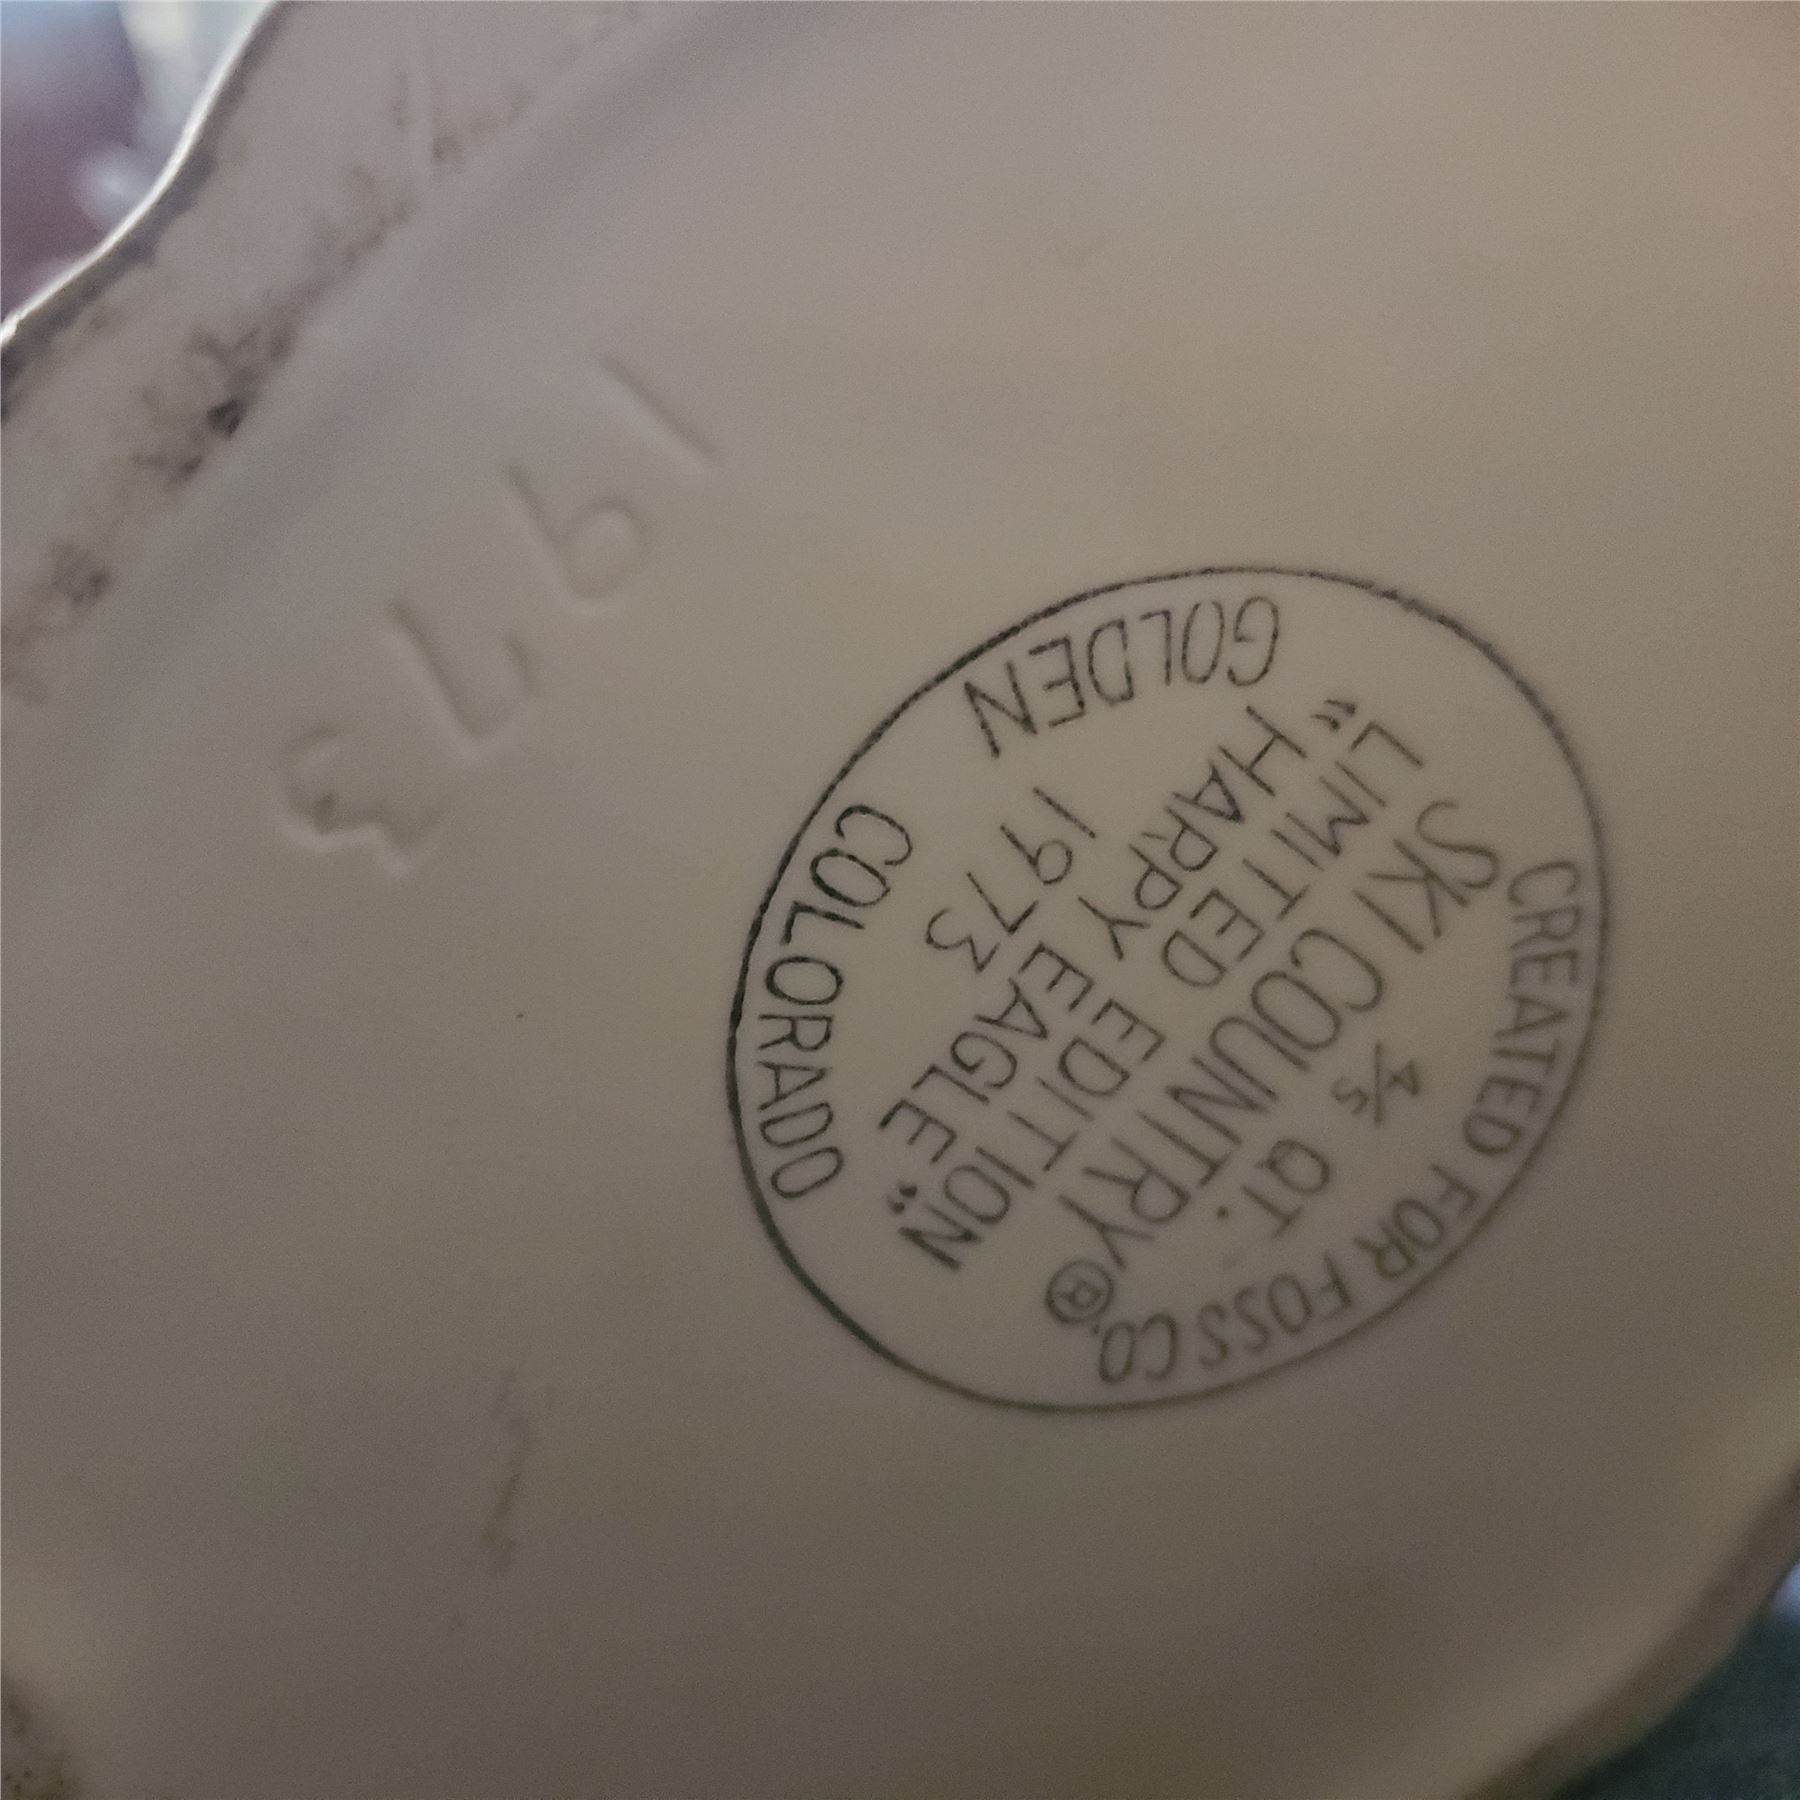 1973
CREATED FOR FOSS CO.
4/5 QT.
SKI COUNTRY®
LIMITED EDITION
"HARPY EAGLE"
1973
GOLDEN COLORADO